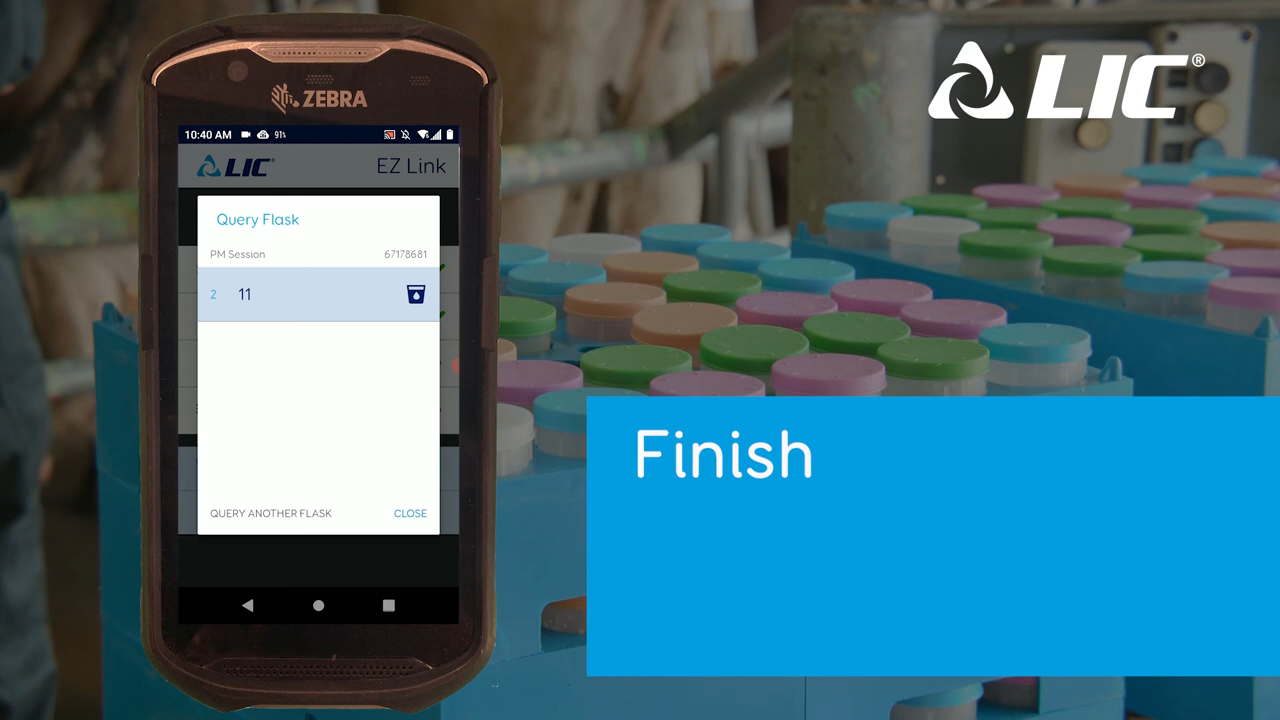 ZEBRA
10:40 AM 91%
LIC® EZ Link
Query Flask
PM Session 67178681
2 11
QUERY ANOTHER FLASK CLOSE
LIC®
Finish